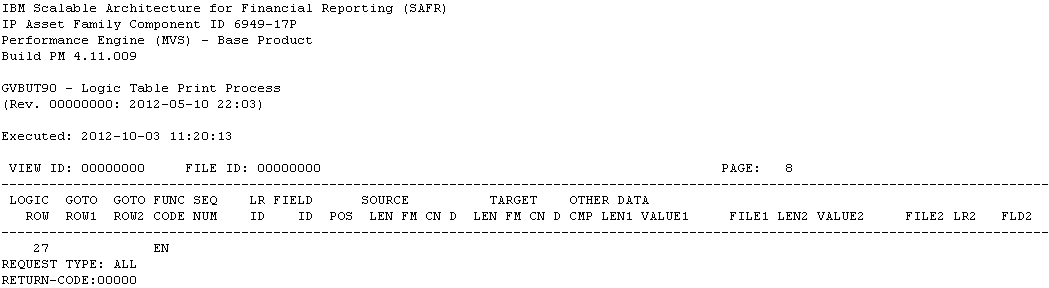 IBM Scalable Architecture for Financial Reporting (SAFR)
IP Asset Family Component ID 6949-17P
Performance Engine (MVS) - Base Product
Build PM 4.11.009
GVBUT90 - Logic Table Print Process
(Rev. 00000000: 2012-05-10 22:03)
Executed: 2012-10-03 11:20:13
VIEW ID: 00000000     FILE ID: 00000000     PAGE:   8
LOGIC  GOTO  GOTO FUNC SEQ    LR FIELD      SOURCE          TARGET    OTHER DATA
ROW  ROW1  ROW2 CODE NUM    ID    ID  POS  LEN FM CN D  LEN FM CN D CMP LEN1 VALUE1     FILE1 LEN2 VALUE2     FILE2 LR2   FLD2
27             EN
REQUEST TYPE: ALL
RETURN-CODE:00000